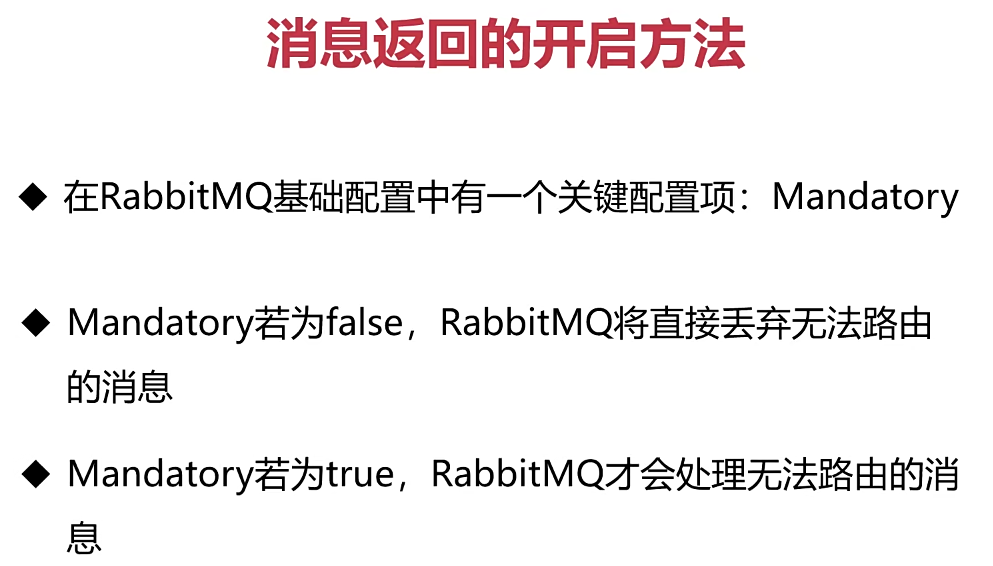 消息返回的开启方法
◆ 在RabbitMQ基础配置中有一个关键配置项：Mandatory
◆ Mandatory若为false，RabbitMQ将直接丢弃无法路由
的消息
◆ Mandatory若为true，RabbitMQ才会处理无法路由的消
息